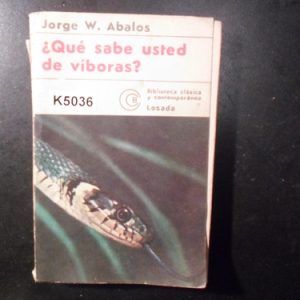 Jorge W. Abalos
¿Qué sabe usted
de víboras?
K5036
Biblioteca clásica
y contemporánea
Losada